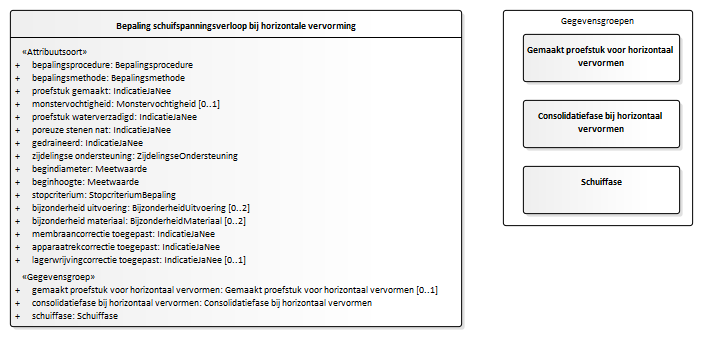 Bepaling schuifspanningsverloop bij horizontale vervorming
«Attribuutsoort»
+ bepalingsprocedure: Bepalingsprocedure
+ bepalingsmethode: Bepalingsmethode
+ proefstuk gemaakt: IndicatieJaNee
+ monstervochtigheid: Monstervochtigheid [0..1]
+ proefstuk waterverzadigd: IndicatieJaNee
+ poreuze stenen nat: IndicatieJaNee
+ gedraineerd: IndicatieJaNee
+ zijdelingse ondersteuning: ZijdelingseOndersteuning
+ begindiameter: Meetwaarde
+ beginhoogte: Meetwaarde
+ stopcriterium: StopcriteriumBepaling
+ bijzonderheid uitvoering: BijzonderheidUitvoering [0..2]
+ bijzonderheid materiaal: BijzonderheidMateriaal [0..2]
+ membraancorrectie toegepast: IndicatieJaNee
+ apparaatrekcorrectie toegepast: IndicatieJaNee
+ lagerwrijvingcorrectie toegepast: IndicatieJaNee [0..1]
«Gegevensgroep»
+ gemaakt proefstuk voor horizontaal vervormen: Gemaakt proefstuk voor horizontaal vervormen [0..1]
+ consolidatiefase bij horizontaal vervormen: Consolidatiefase bij horizontaal vervormen
+ schuiffase: Schuiffase
Gegevensgroepen
Gemaakt proefstuk voor horizontaal
vervormen
Consolidatiefase bij horizontaal
vervormen
Schuiffase